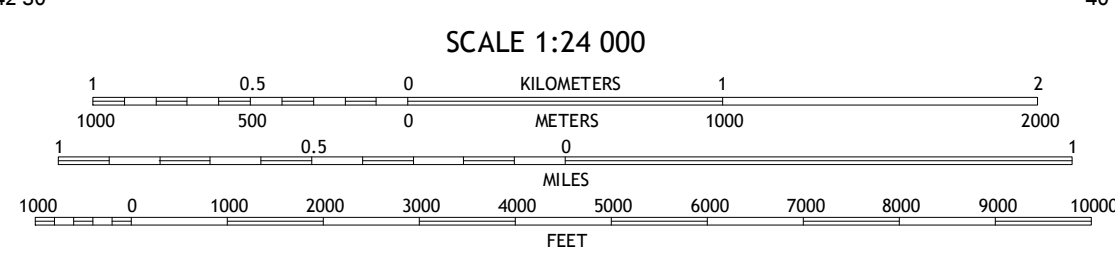 SCALE 1:24 000
1 0.5 0 KILOMETERS 1 2
1000 500 0 METERS 1000 2000
1 0.5 0 1
MILES
1000 0 1000 2000 3000 4000 5000 6000 7000 8000 9000 10000
FEET